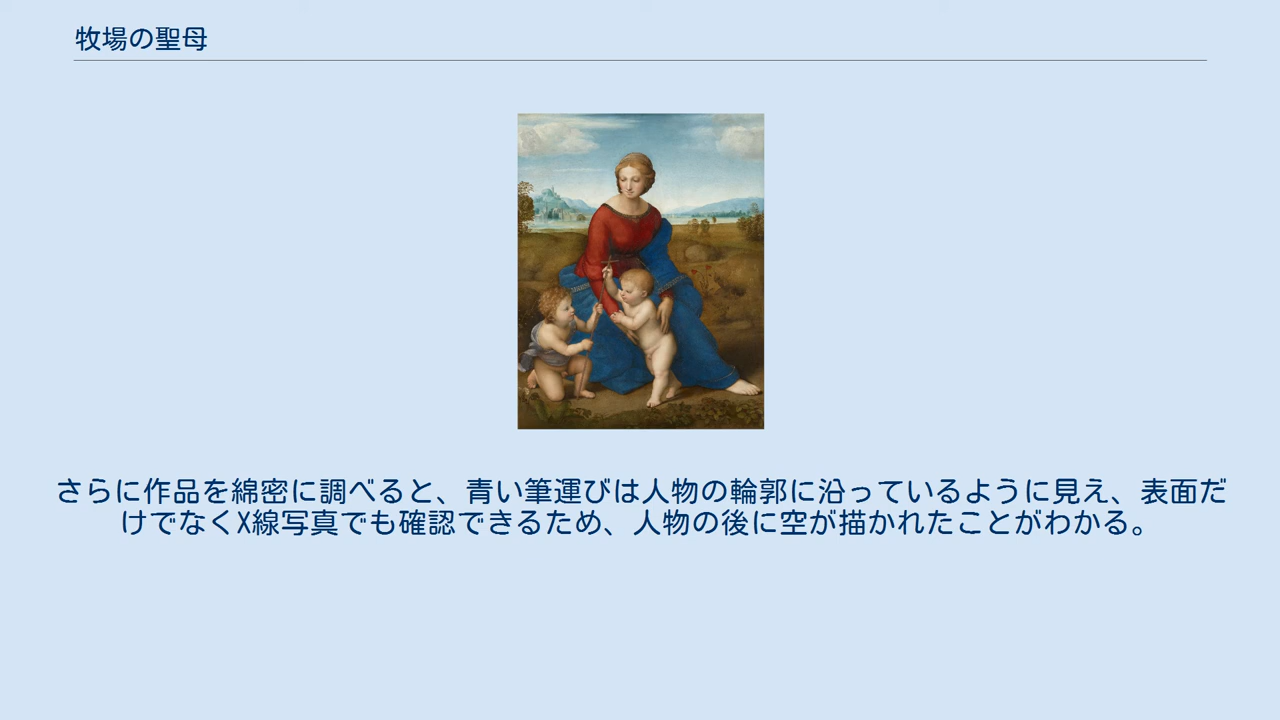 牧場の聖母
さらに作品を綿密に調べると、青い筆運びは人物の輪郭に沿っているように見え、表面だ
けでなくX線写真でも確認できるため、人物の後に空が描かれたことがわかる。